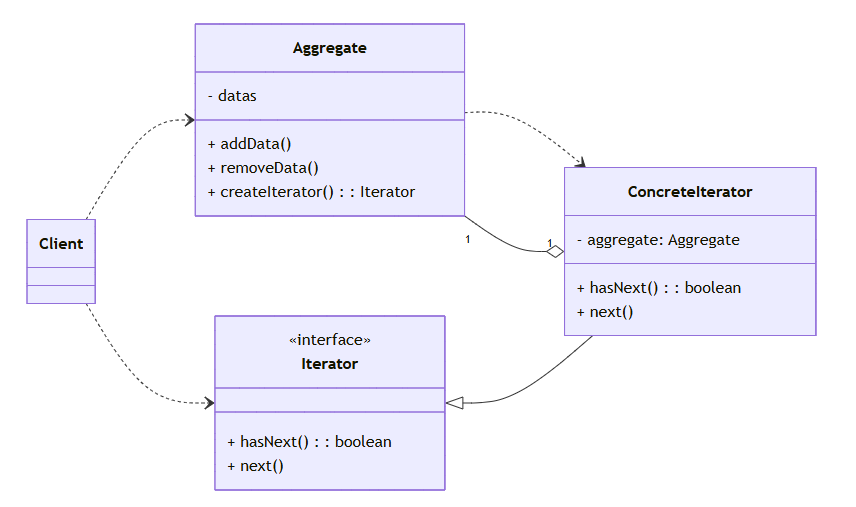 Aggregate
- datas
+ addData()
+ removeData()
+ createIterator() : : Iterator
ConcreteIterator
- aggregate: Aggregate
+ hasNext() : : boolean
+ next()
1
1
Client
«interface»
Iterator
+ hasNext() : : boolean
+ next()